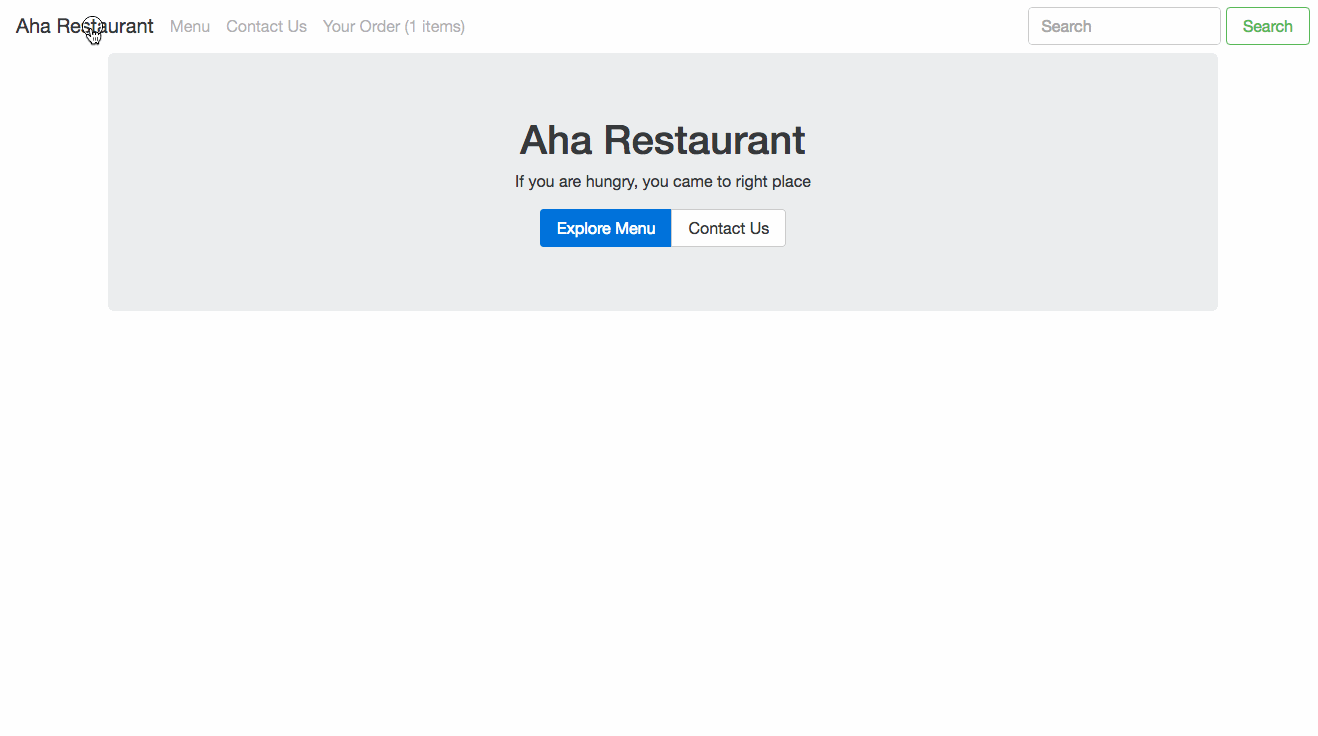 Aha Restaurant Menu Contact Us Your Order (1 items) Search Search
Aha Restaurant
If you are hungry, you came to right place
Explore Menu Contact Us